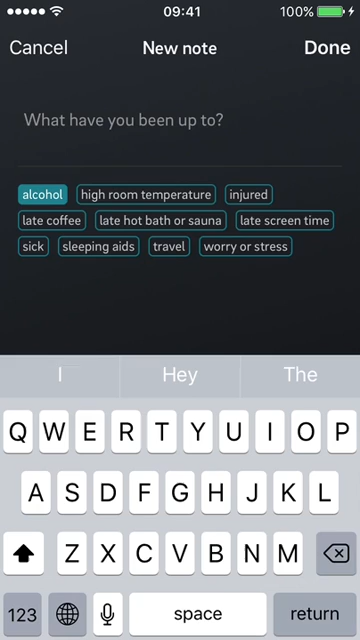 09:41 100%
Cancel New note Done
What have you been up to?
alcohol high room temperature injured
late coffee late hot bath or sauna late screen time
sick sleeping aids travel worry or stress
I Hey The
Q W E R T Y U I O P
A S D F G H J K L
Z X C V B N M
123 space return